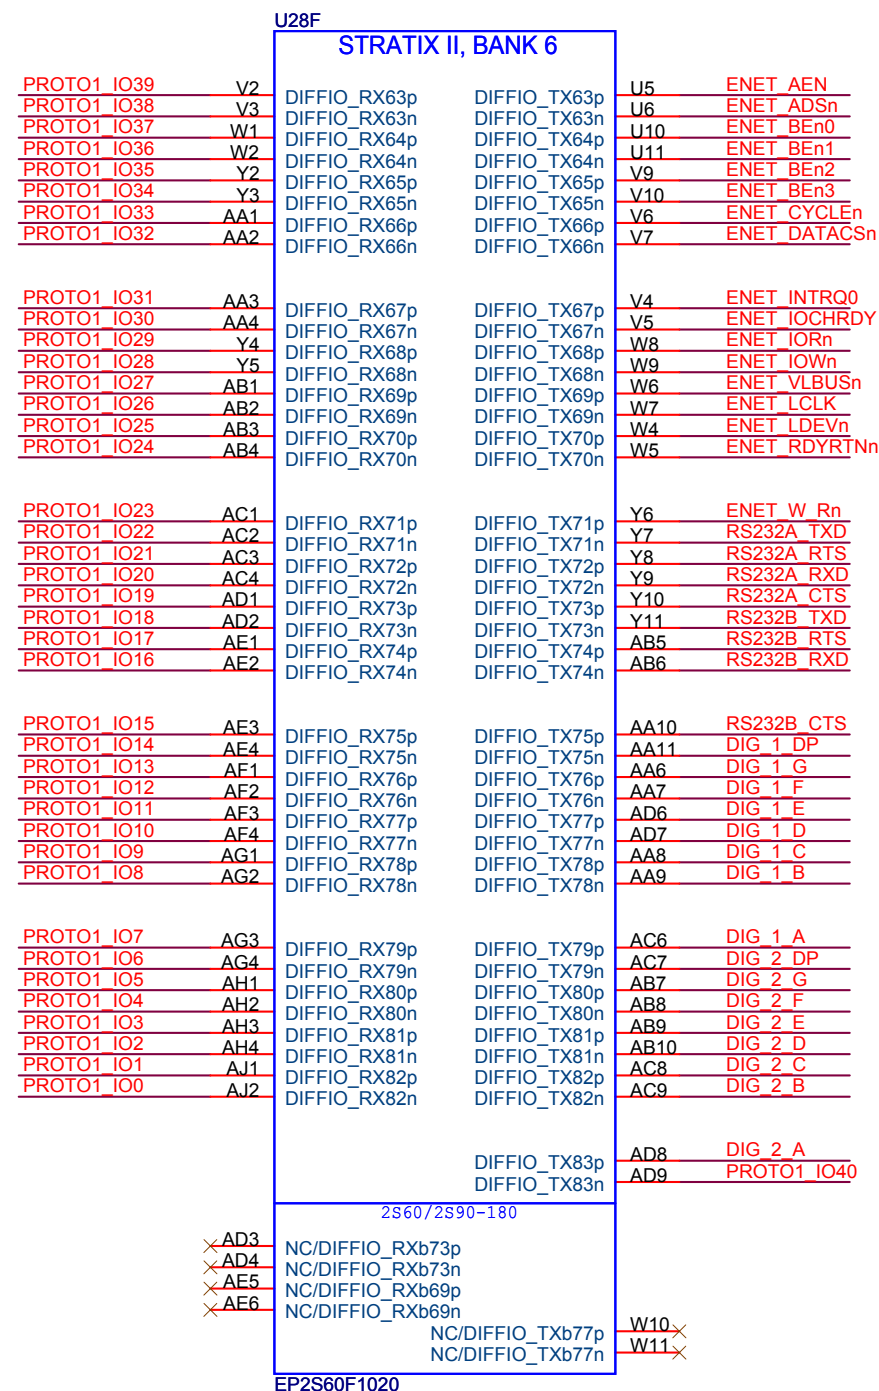 U28F
STRATIX II, BANK 6
PROTO1_IO39 V2 DIFFIO_RX63p DIFFIO_TX63p U5 ENET_AEN
PROTO1_IO38 V3 DIFFIO_RX63n DIFFIO_TX63n U6 ENET_ADSn
PROTO1_IO37 W1 DIFFIO_RX64p DIFFIO_TX64p U10 ENET_BEn0
PROTO1_IO36 W2 DIFFIO_RX64n DIFFIO_TX64n U11 ENET_BEn1
PROTO1_IO35 Y2 DIFFIO_RX65p DIFFIO_TX65p V9 ENET_BEn2
PROTO1_IO34 Y3 DIFFIO_RX65n DIFFIO_TX65n V10 ENET_BEn3
PROTO1_IO33 AA1 DIFFIO_RX66p DIFFIO_TX66p V6 ENET_CYCLEn
PROTO1_IO32 AA2 DIFFIO_RX66n DIFFIO_TX66n V7 ENET_DATACSn
PROTO1_IO31 AA3 DIFFIO_RX67p DIFFIO_TX67p V4 ENET_INTRQ0
PROTO1_IO30 AA4 DIFFIO_RX67n DIFFIO_TX67n V5 ENET_IOCHRDY
PROTO1_IO29 Y4 DIFFIO_RX68p DIFFIO_TX68p W8 ENET_IORn
PROTO1_IO28 Y5 DIFFIO_RX68n DIFFIO_TX68n W9 ENET_IOWn
PROTO1_IO27 AB1 DIFFIO_RX69p DIFFIO_TX69p W6 ENET_VLBUSn
PROTO1_IO26 AB2 DIFFIO_RX69n DIFFIO_TX69n W7 ENET_LCLK
PROTO1_IO25 AB3 DIFFIO_RX70p DIFFIO_TX70p W4 ENET_LDEVn
PROTO1_IO24 AB4 DIFFIO_RX70n DIFFIO_TX70n W5 ENET_RDYRTNn
PROTO1_IO23 AC1 DIFFIO_RX71p DIFFIO_TX71p Y6 ENET_W_Rn
PROTO1_IO22 AC2 DIFFIO_RX71n DIFFIO_TX71n Y7 RS232A_TXD
PROTO1_IO21 AC3 DIFFIO_RX72p DIFFIO_TX72p Y8 RS232A_RTS
PROTO1_IO20 AC4 DIFFIO_RX72n DIFFIO_TX72n Y9 RS232A_RXD
PROTO1_IO19 AD1 DIFFIO_RX73p DIFFIO_TX73p Y10 RS232A_CTS
PROTO1_IO18 AD2 DIFFIO_RX73n DIFFIO_TX73n Y11 RS232B_TXD
PROTO1_IO17 AE1 DIFFIO_RX74p DIFFIO_TX74p AB5 RS232B_RTS
PROTO1_IO16 AE2 DIFFIO_RX74n DIFFIO_TX74n AB6 RS232B_RXD
PROTO1_IO15 AE3 DIFFIO_RX75p DIFFIO_TX75p AA10 RS232B_CTS
PROTO1_IO14 AE4 DIFFIO_RX75n DIFFIO_TX75n AA11 DIG_1_DP
PROTO1_IO13 AF1 DIFFIO_RX76p DIFFIO_TX76p AA6 DIG_1_G
PROTO1_IO12 AF2 DIFFIO_RX76n DIFFIO_TX76n AA7 DIG_1_F
PROTO1_IO11 AF3 DIFFIO_RX77p DIFFIO_TX77p AD6 DIG_1_E
PROTO1_IO10 AF4 DIFFIO_RX77n DIFFIO_TX77n AD7 DIG_1_D
PROTO1_IO9 AG1 DIFFIO_RX78p DIFFIO_TX78p AA8 DIG_1_C
PROTO1_IO8 AG2 DIFFIO_RX78n DIFFIO_TX78n AA9 DIG_1_B
PROTO1_IO7 AG3 DIFFIO_RX79p DIFFIO_TX79p AC6 DIG_1_A
PROTO1_IO6 AG4 DIFFIO_RX79n DIFFIO_TX79n AC7 DIG_2_DP
PROTO1_IO5 AH1 DIFFIO_RX80p DIFFIO_TX80p AB7 DIG_2_G
PROTO1_IO4 AH2 DIFFIO_RX80n DIFFIO_TX80n AB8 DIG_2_F
PROTO1_IO3 AH3 DIFFIO_RX81p DIFFIO_TX81p AB9 DIG_2_E
PROTO1_IO2 AH4 DIFFIO_RX81n DIFFIO_TX81n AB10 DIG_2_D
PROTO1_IO1 AJ1 DIFFIO_RX82p DIFFIO_TX82p AC8 DIG_2_C
PROTO1_IO0 AJ2 DIFFIO_RX82n DIFFIO_TX82n AC9 DIG_2_B
DIFFIO_TX83p AD8 DIG_2_A
DIFFIO_TX83n AD9 PROTO1_IO40
2S60/2S90-180
AD3 NC/DIFFIO_RXb73p
AD4 NC/DIFFIO_RXb73n
AE5 NC/DIFFIO_RXb69p
AE6 NC/DIFFIO_RXb69n
NC/DIFFIO_TXb77p W10
NC/DIFFIO_TXb77n W11
EP2S60F1020